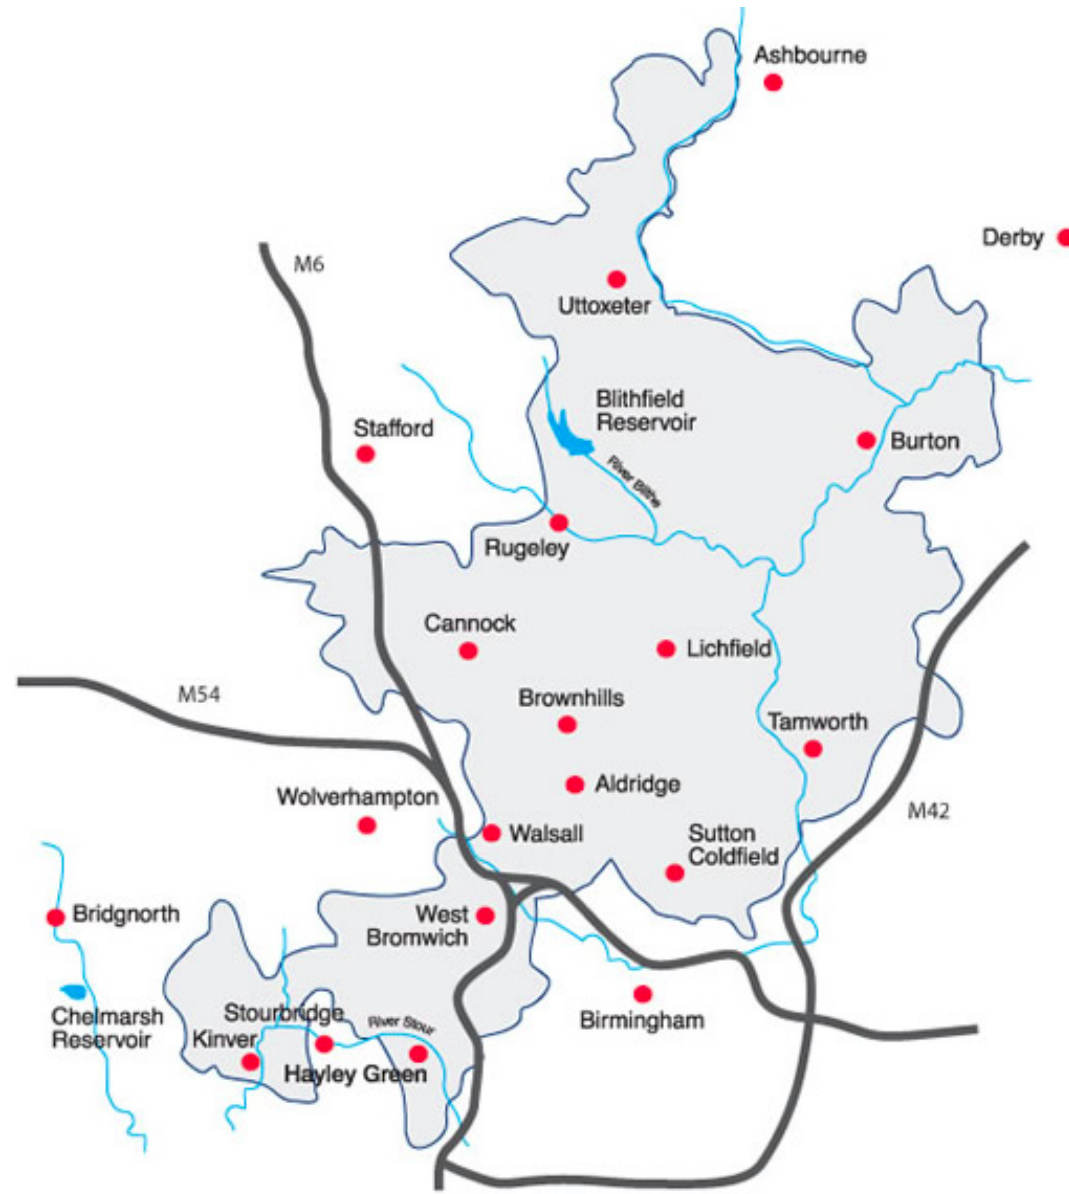 Ashbourne
Derby
M6
Uttoxeter
Blithfield
Reservoir
Stafford
Burton
River Blithe
Rugeley
Cannock
Lichfield
M54
Brownhills
Tamworth
Wolverhampton
Aldridge
M42
Walsall
Sutton
Coldfield
Bridgnorth
West
Bromwich
Chelmarsh
Reservoir
Stourbridge
River Stour
Birmingham
Kinver
Hayley Green